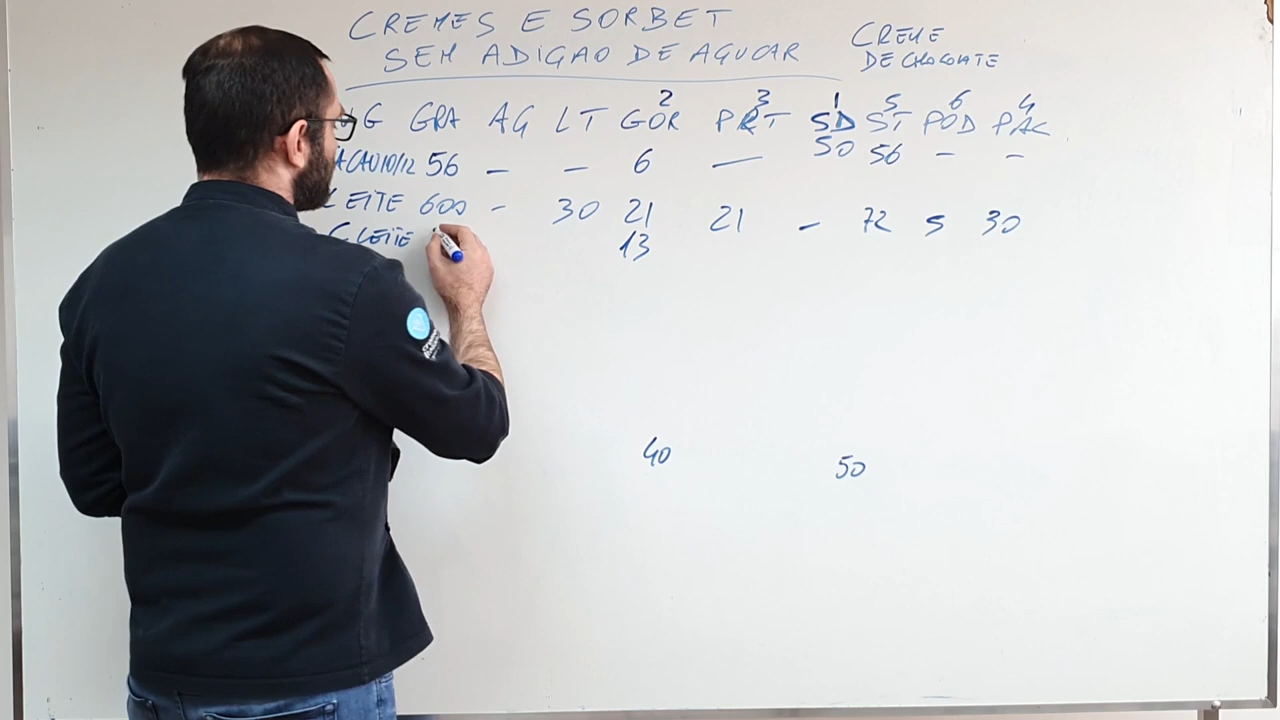 CREMES E SORBET
SEM ADIGAO DE AGUCAR
CREME
DE CHOCOLATE
2 3 1 5 6 4
G GRA AG LT GOR PRT SD ST POD PAC
ACAU10/12 56 - - 6 - 50 56 - -
LEITE 600 - 30 21 21 - 72 5 30
C LEITE 13
40 50